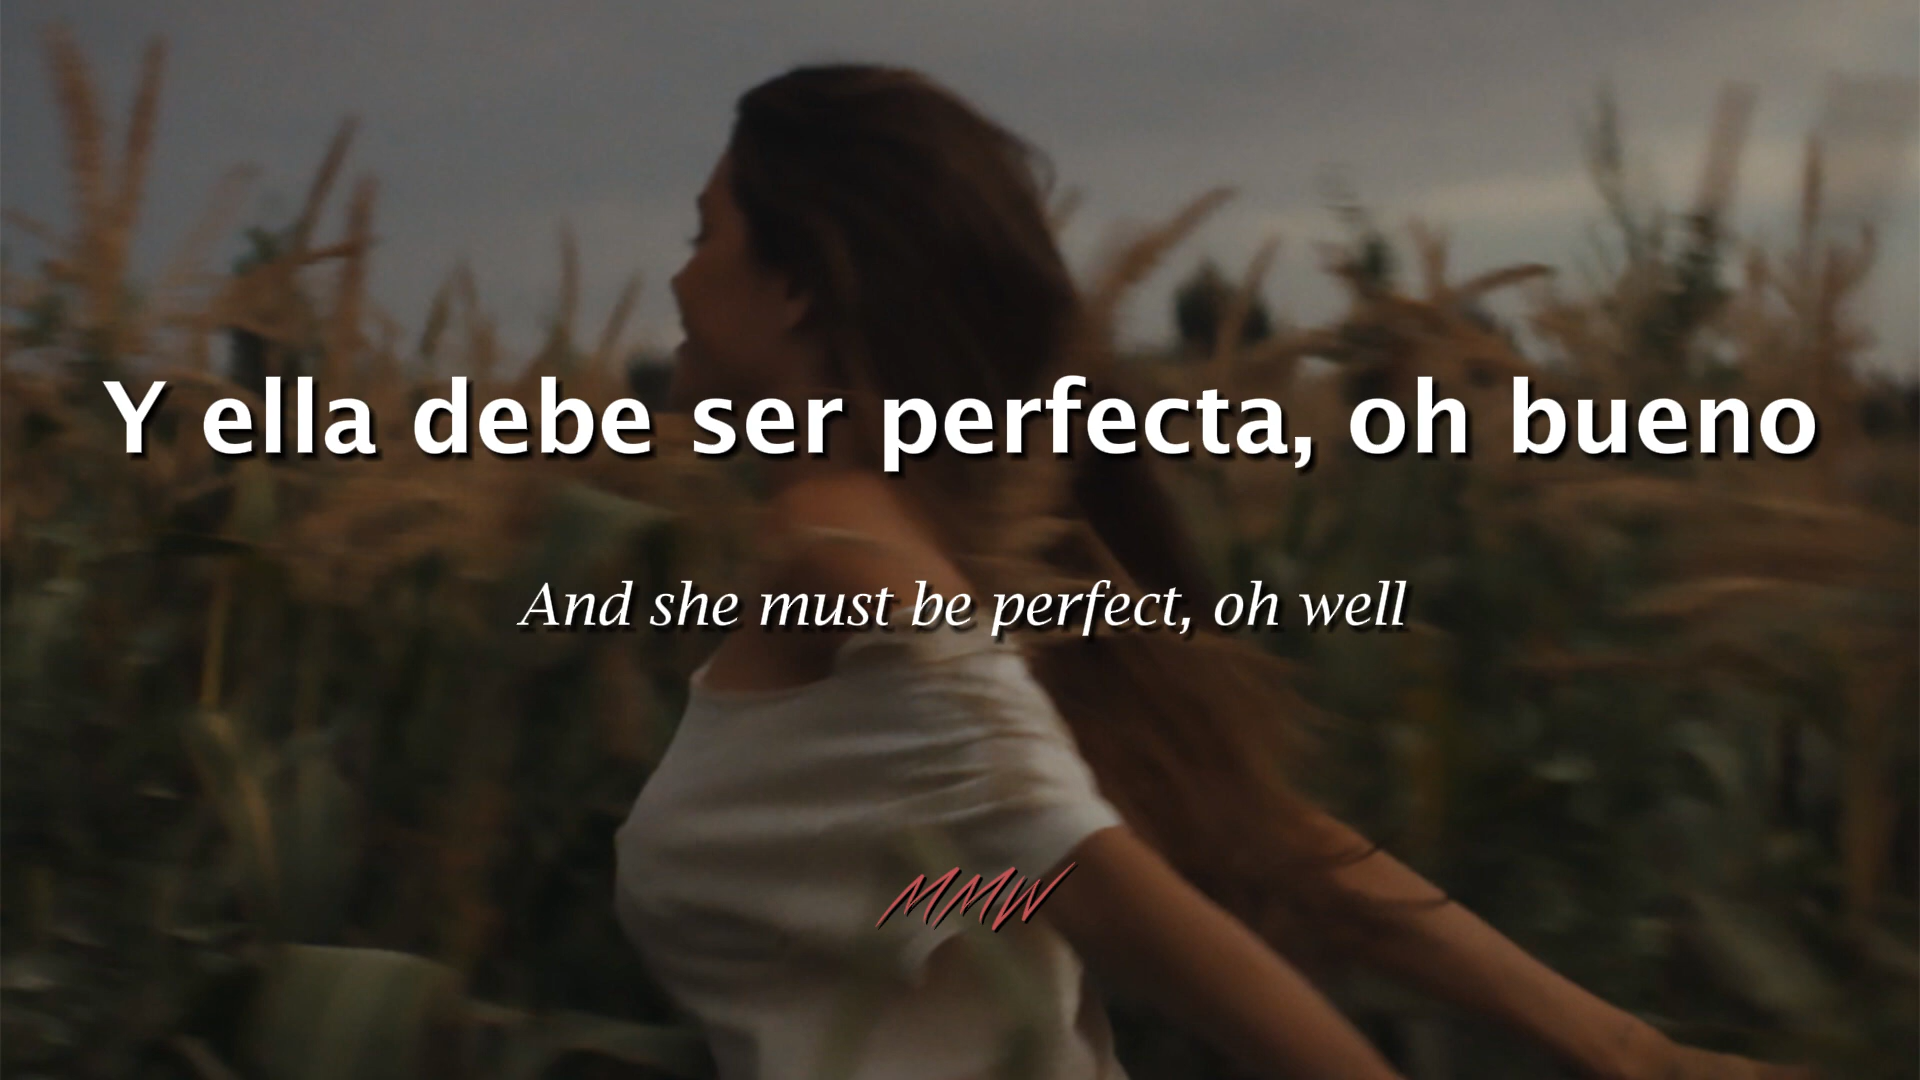 Y ella debe ser perfecta, oh bueno
And she must be perfect, oh well
MMW